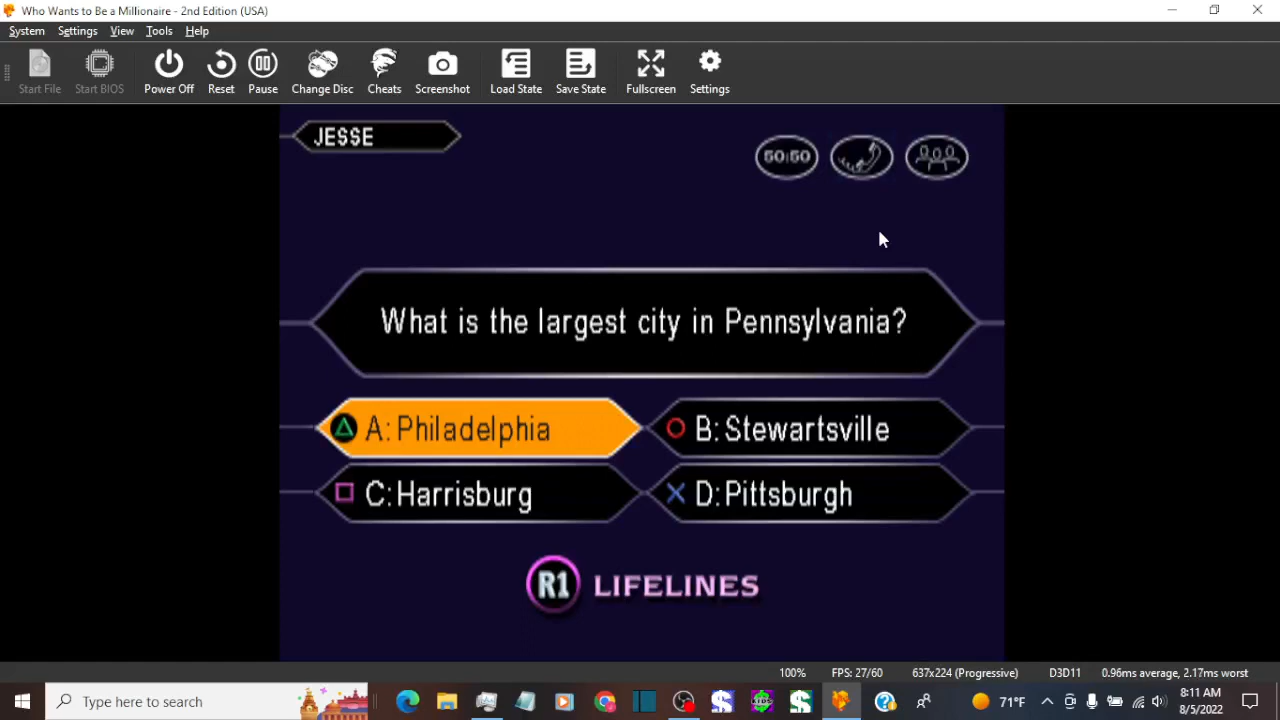 Who Wants to Be a Millionaire - 2nd Edition (USA)
System Settings View Tools Help
Start File Start BIOS Power Off Reset Pause Change Disc Cheats Screenshot Load State Save State Fullscreen Settings
JESSE
50:50
What is the largest city in Pennsylvania?
A: Philadelphia
B: Stewartsville
C: Harrisburg
D: Pittsburgh
R1 LIFELINES
100% FPS: 27/60 637x224 (Progressive) D3D11 0.96ms average, 2.17ms worst
Type here to search
KIDS
71°F
8:11 AM
8/5/2022